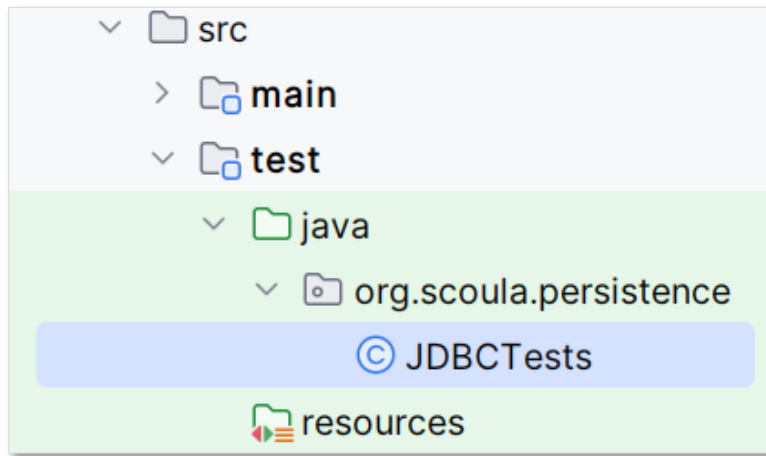 src
main
test
java
org.scoula.persistence
JDBCTests
resources